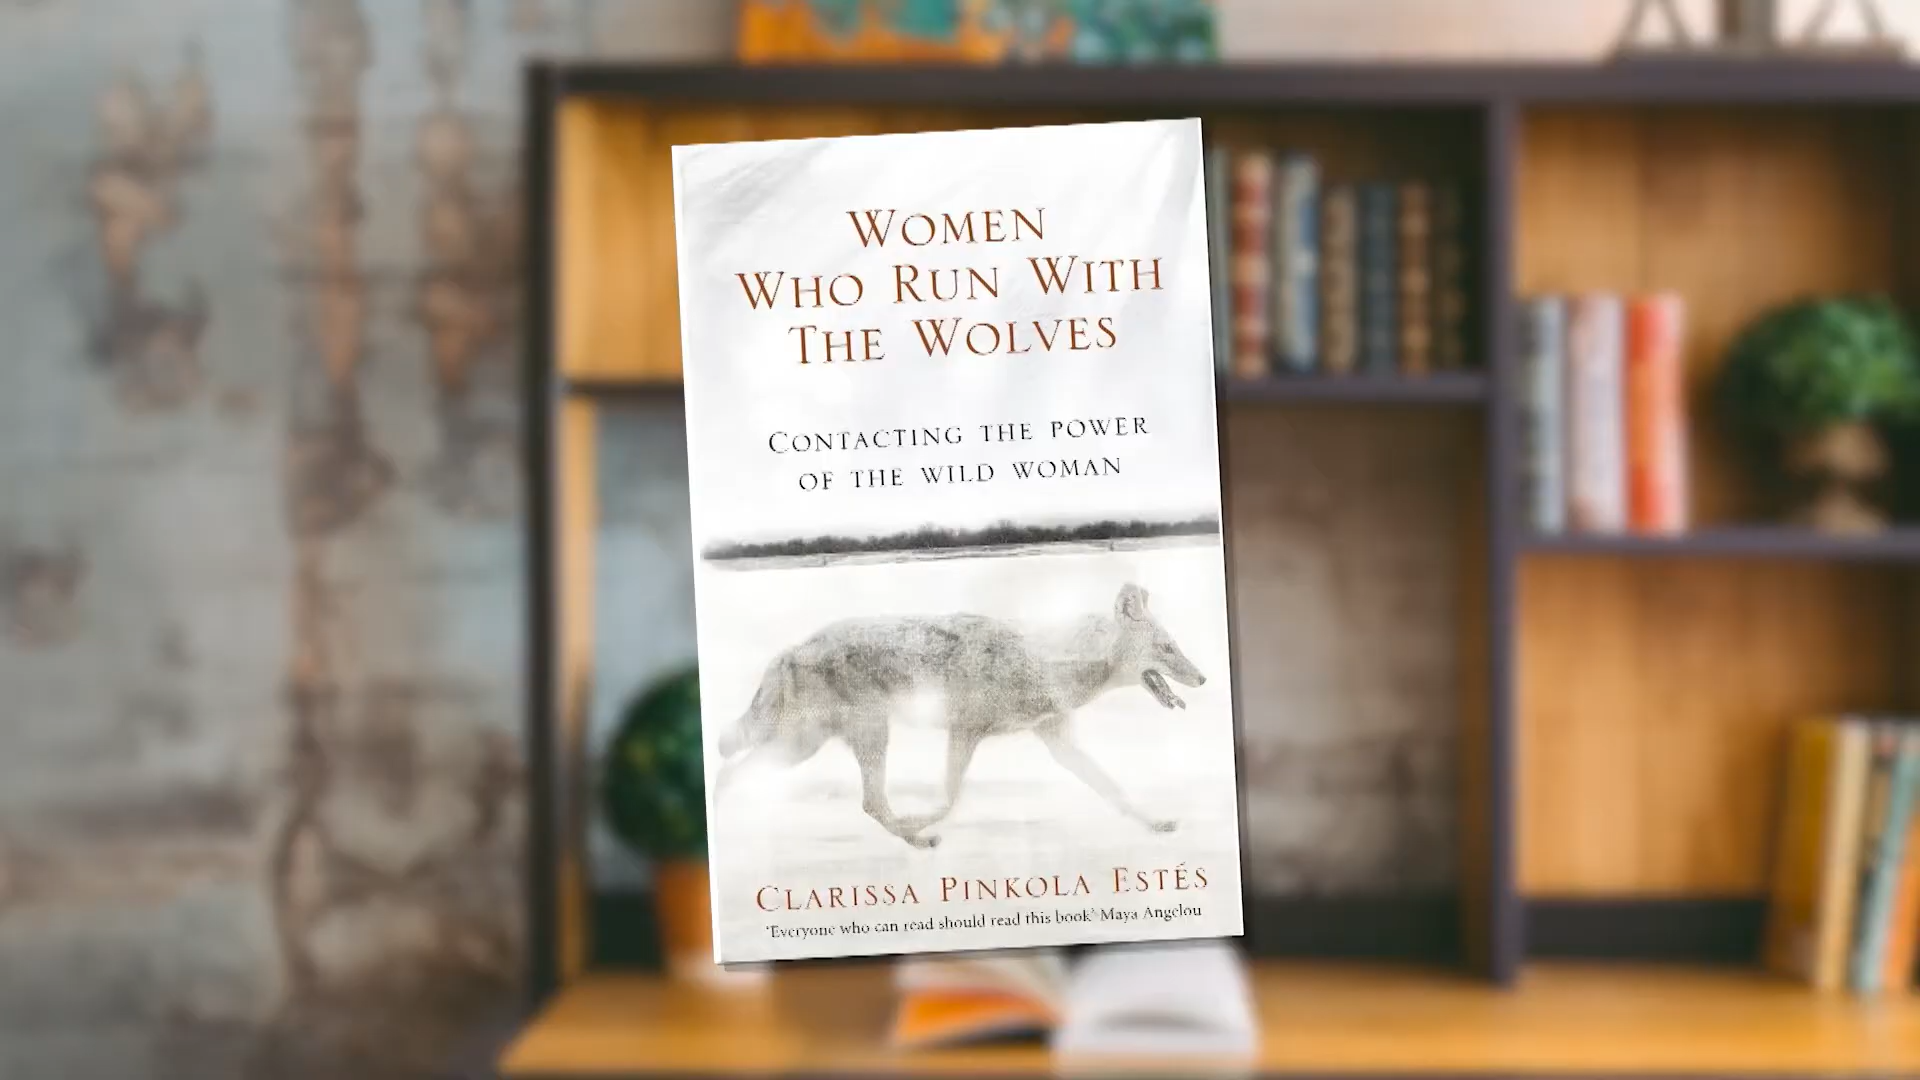 WOMEN
WHO RUN WITH
THE WOLVES
CONTACTING THE POWER
OF THE WILD WOMAN
CLARISSA PINKOLA ESTÉS
'Everyone who can read should read this book' Maya Angelou